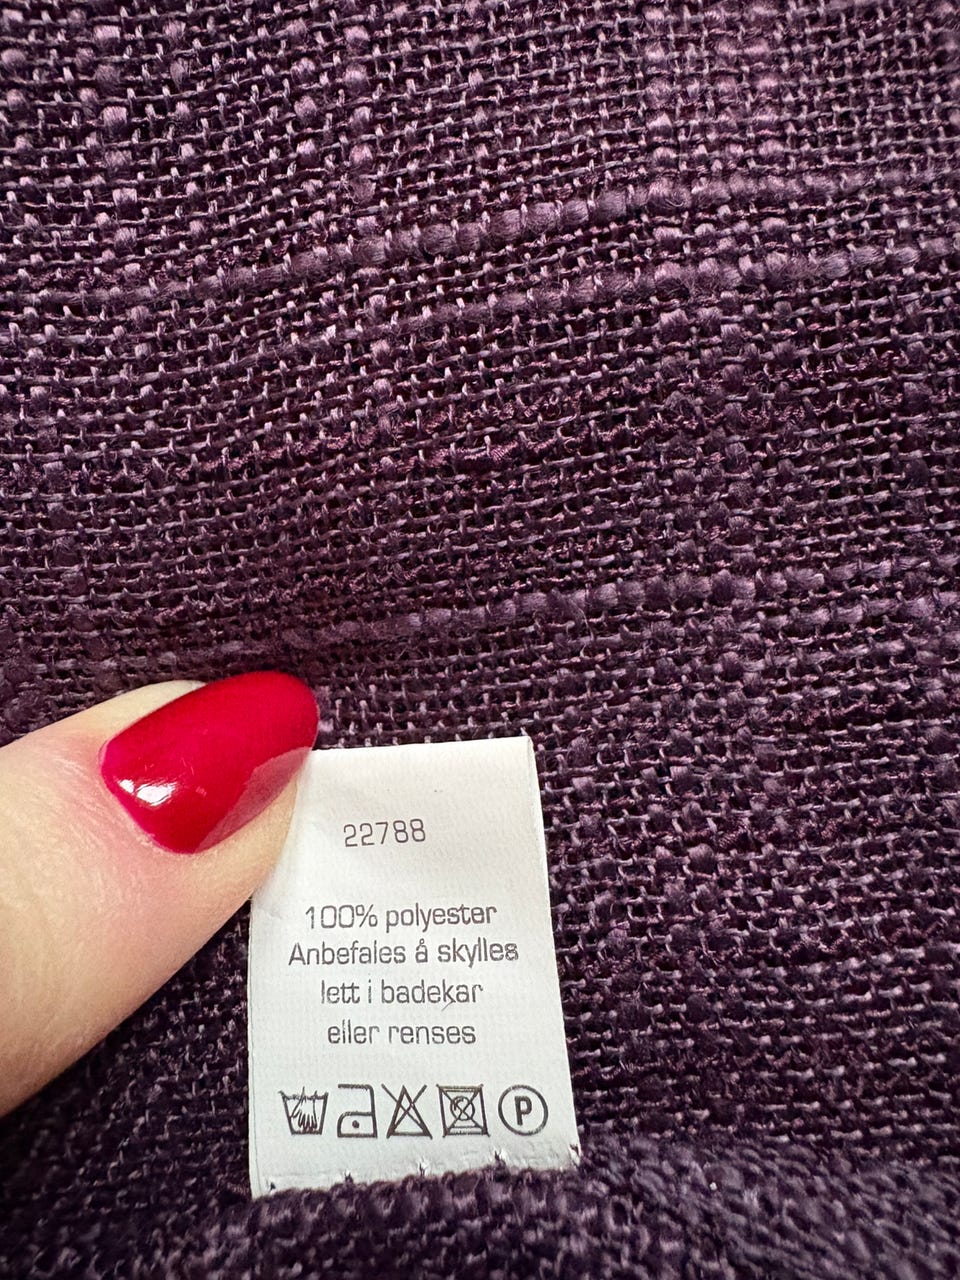 22788
100% polyester
Anbefales å skylles
lett i badekar
eller renses
P